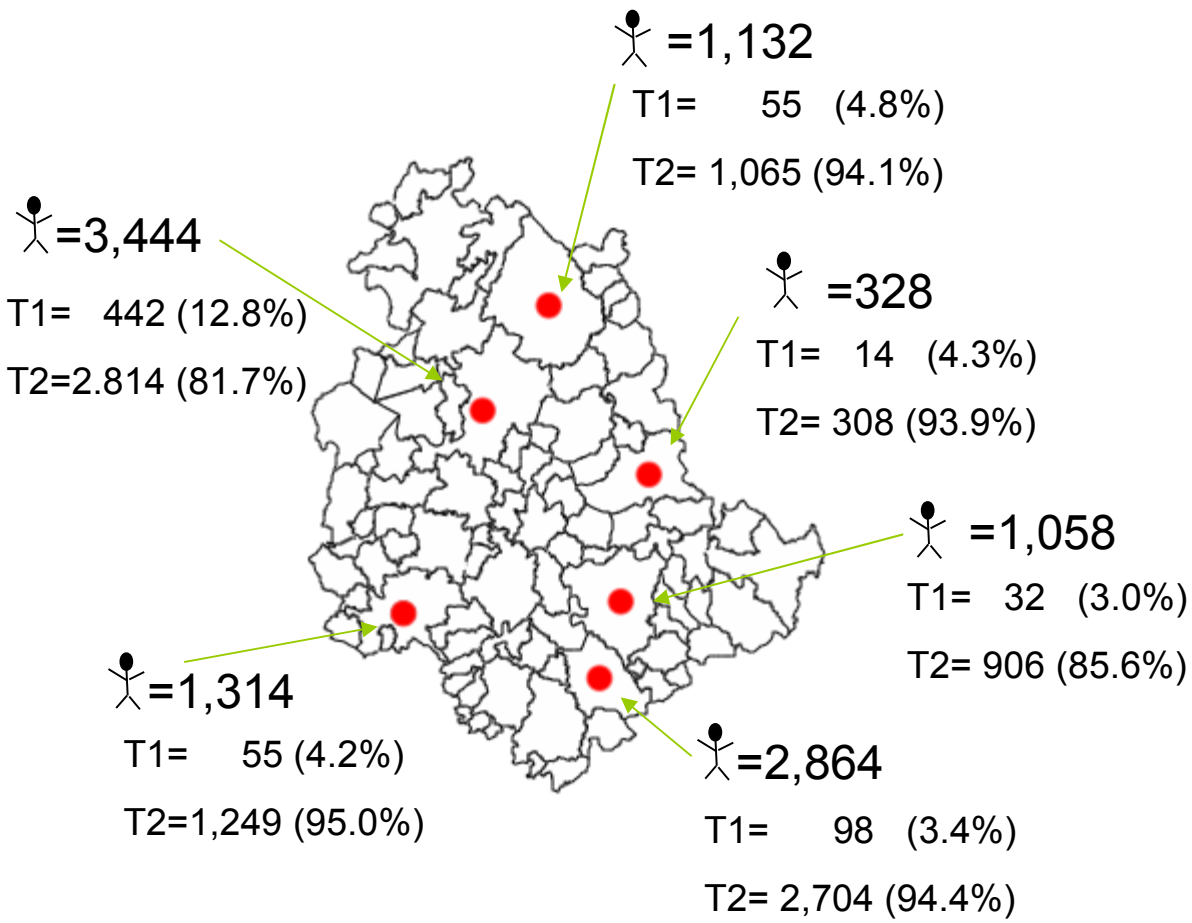 =1,132
T1= 55 (4.8%)
T2= 1,065 (94.1%)
=3,444
T1= 442 (12.8%)
T2=2.814 (81.7%)
=328
T1= 14 (4.3%)
T2= 308 (93.9%)
=1,058
T1= 32 (3.0%)
T2= 906 (85.6%)
=1,314
T1= 55 (4.2%)
T2=1,249 (95.0%)
=2,864
T1= 98 (3.4%)
T2= 2,704 (94.4%)